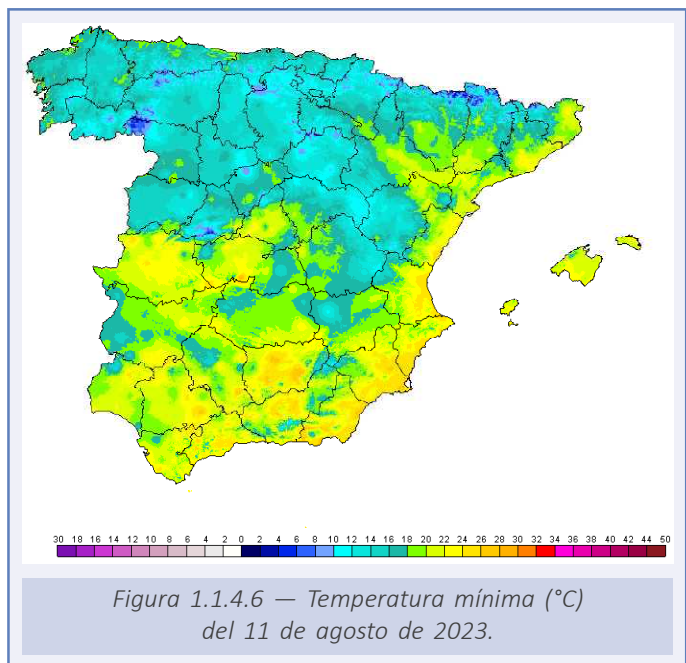 30 18 16 14 12 10 8 6 4 2 0 2 4 6 8 10 12 14 16 18 20 22 24 26 28 30 32 34 36 38 40 42 44 50
Figura 1.1.4.6 — Temperatura mínima (°C)
del 11 de agosto de 2023.